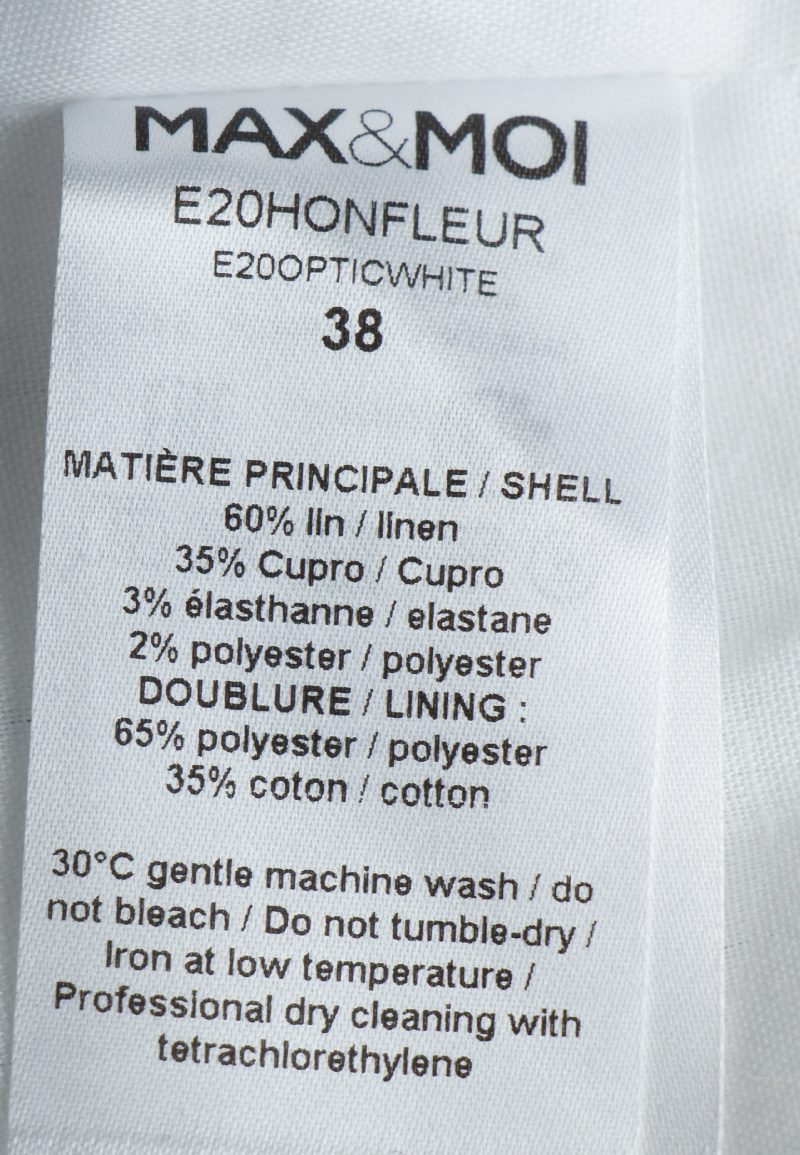 MAX&MOI
E20HONFLEUR
E20OPTICWHITE
38
MATIÈRE PRINCIPALE / SHELL
60% lin / linen
35% Cupro / Cupro
3% élasthanne / elastane
2% polyester / polyester
DOUBLURE / LINING :
65% polyester / polyester
35% coton / cotton
30°C gentle machine wash / do
not bleach / Do not tumble-dry /
Iron at low temperature /
Professional dry cleaning with
tetrachlorethylene